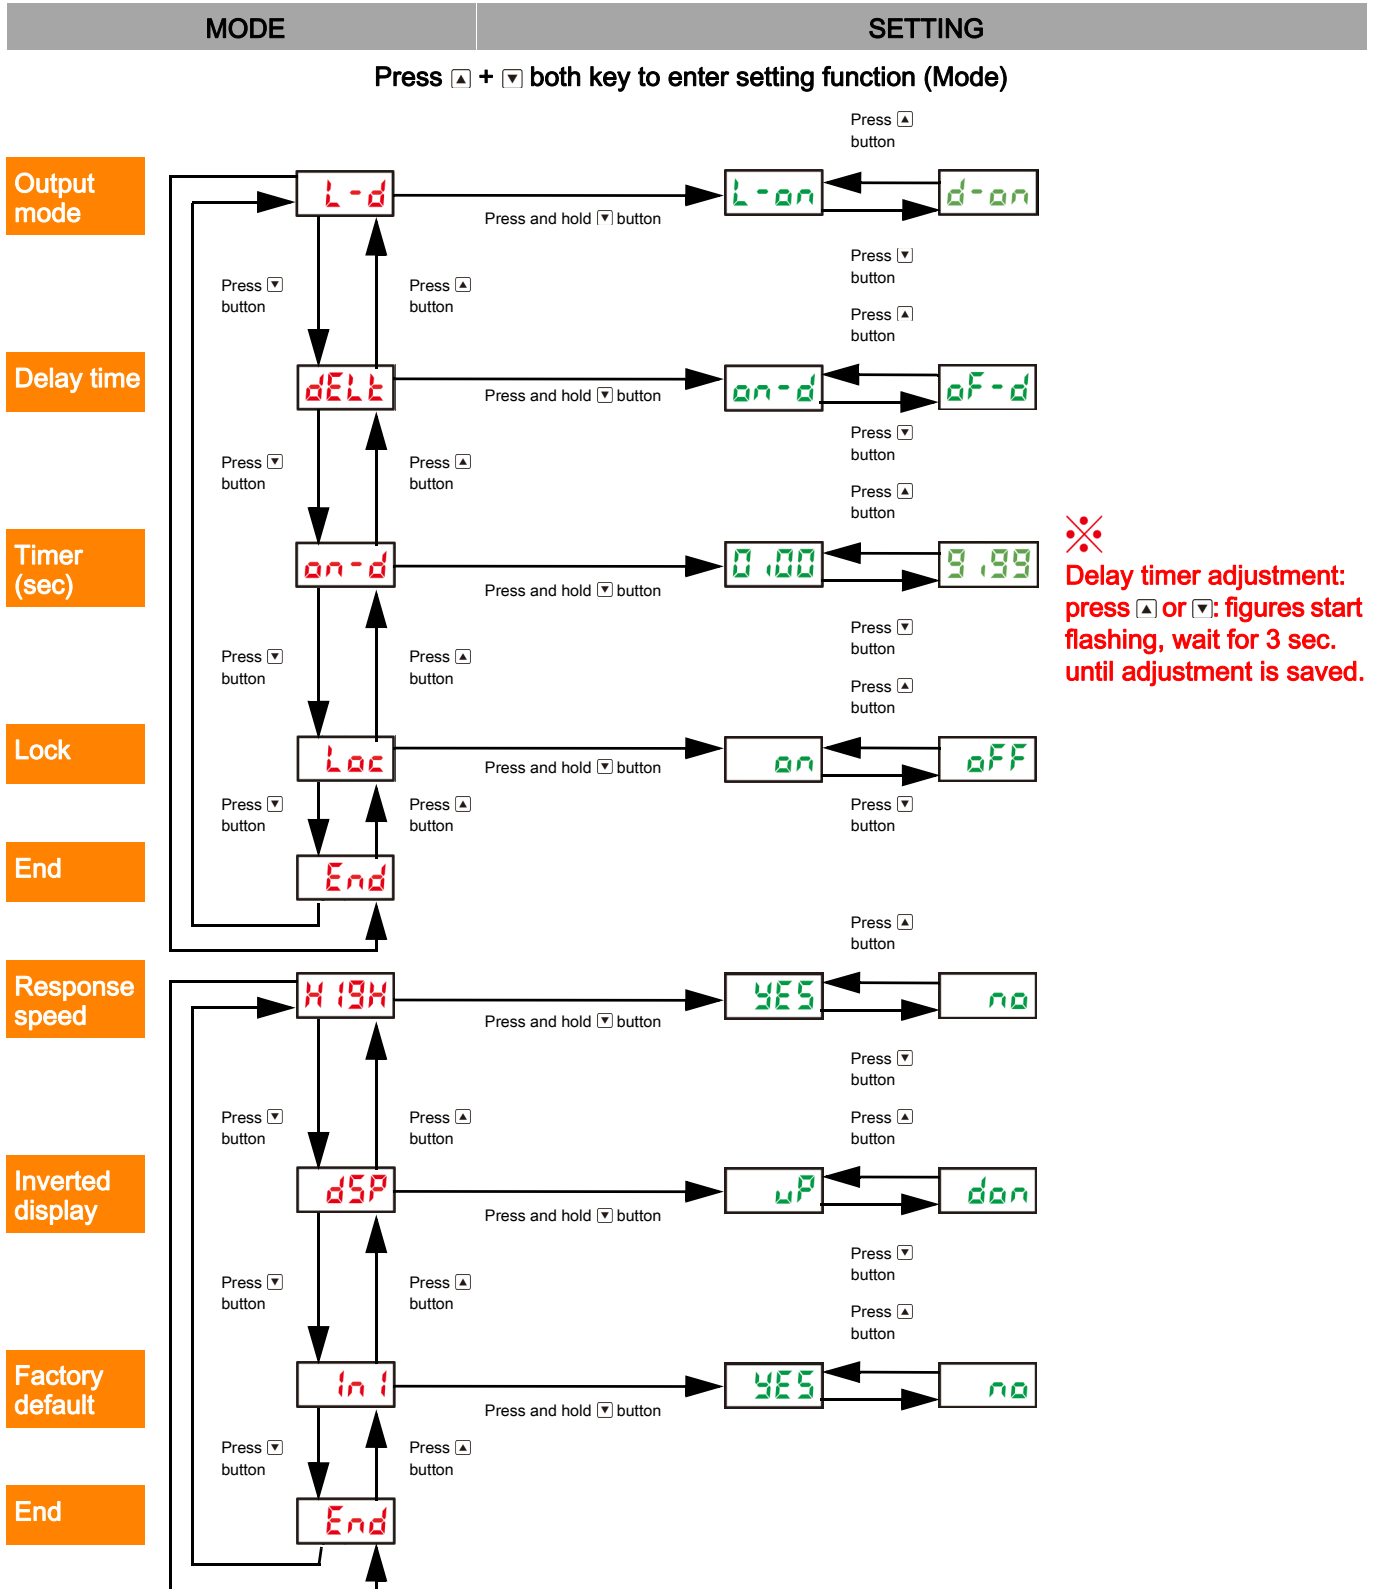 MODE SETTING
Press ▲ + ▼ both key to enter setting function (Mode)
Press ▲
button
Output
mode
L-d
Press and hold ▼ button
L-on
d-on
Press ▼
button
Press ▲
button
Press ▼
button
Press ▲
button
Delay time
dELt
Press and hold ▼ button
on-d
oF-d
Press ▼
button
Press ▲
button
Press ▼
button
Press ▲
button
Timer
(sec)
on-d
Press and hold ▼ button
0.00
9.99
※
Delay timer adjustment:
press ▲ or ▼: figures start
flashing, wait for 3 sec.
until adjustment is saved.
Press ▼
button
Press ▲
button
Press ▼
button
Press ▲
button
Lock
Loc
Press and hold ▼ button
on
oFF
Press ▼
button
Press ▲
button
Press ▼
button
End
End
Press ▲
button
Response
speed
HIGH
Press and hold ▼ button
YES
no
Press ▼
button
Press ▼
button
Press ▲
button
Press ▲
button
Inverted
display
dSP
Press and hold ▼ button
uP
don
Press ▼
button
Press ▼
button
Press ▲
button
Press ▲
button
Factory
default
InI
Press and hold ▼ button
YES
no
Press ▼
button
Press ▲
button
End
End